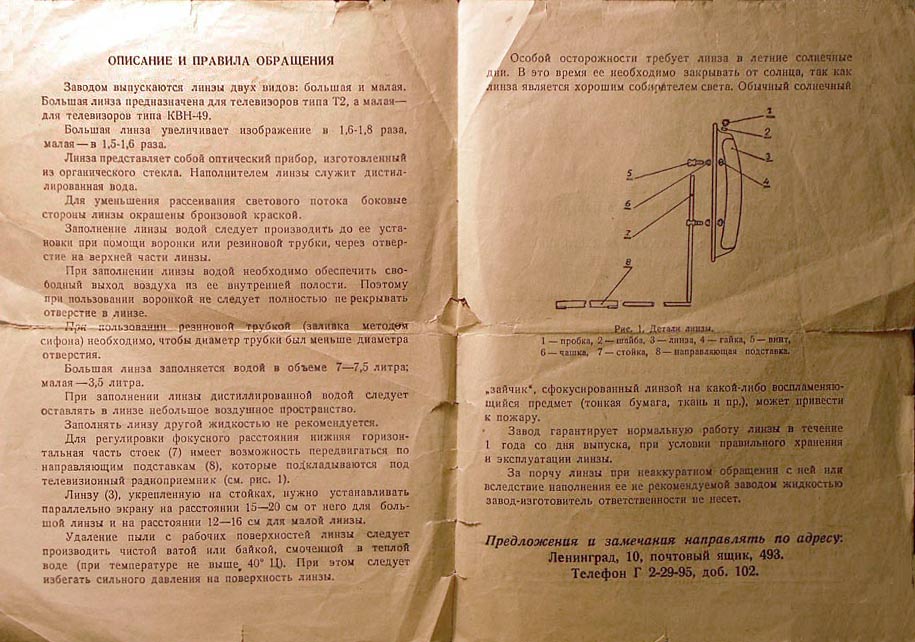 ОПИСАНИЕ И ПРАВИЛА ОБРАЩЕНИЯ
Заводом выпускаются линзы двух видов: большая и малая.
Большая линза предназначена для телевизоров типа Т2, а малая—
для телевизоров типа КВН-49.
Большая линза увеличивает изображение в 1,6-1,8 раза,
малая — в 1,5-1,6 раза.
Линза представляет собой оптический прибор, изготовленный
из органического стекла. Наполнителем линзы служит дистил-
лированная вода.
Для уменьшения рассеивания светового потока боковые
стороны линзы окрашены бронзовой краской.
Заполнение линзы водой следует производить до ее уста-
новки при помощи воронки или резиновой трубки, через отвер-
стие на верхней части линзы.
При заполнении линзы водой необходимо обеспечить сво-
бодный выход воздуха из ее внутренней полости. Поэтому
при пользовании воронкой не следует полностью перекрывать
отверстие в линзе.
При пользовании резиновой трубкой (заливка методом
сифона) необходимо, чтобы диаметр трубки был меньше диаметра
отверстия.
Большая линза заполняется водой в объеме 7—7,5 литра;
малая—3,5 литра.
При заполнении линзы дистиллированной водой следует
оставлять в линзе небольшое воздушное пространство.
Заполнять линзу другой жидкостью не рекомендуется.
Для регулировки фокусного расстояния нижняя горизон-
тальная часть стоек (7) имеет возможность передвигаться по
направляющим подставкам (8), которые подкладываются под
телевизионный радиоприемник (см. рис. 1).
Линзу (3), укрепленную на стойках, нужно устанавливать
параллельно экрану на расстоянии 15—20 см от него для боль-
шой линзы и на расстоянии 12—16 см для малой линзы.
Удаление пыли с рабочих поверхностей линзы следует
производить чистой ватой или байкой, смоченной в теплой
воде (при температуре не выше 40° Ц). При этом следует
избегать сильного давления на поверхность линзы.
Особой осторожности требует линза в летние солнечные
дни. В это время ее необходимо закрывать от солнца, так как
линза является хорошим собирателем света. Обычный солнечный
1
2
3
4
5
6
7
8
Рис. 1. Детали линзы.
1 — пробка, 2 — шайба, 3 — линза, 4 — гайка, 5 — винт,
6 — чашка, 7 — стойка, 8 — направляющая подставка.
„зайчик“, сфокусированный линзой на какой-либо воспламеняю-
щийся предмет (тонкая бумага, ткань и пр.), может привести
к пожару.
Завод гарантирует нормальную работу линзы в течение
1 года со дня выпуска, при условии правильного хранения
и эксплуатации линзы.
За порчу линзы при неаккуратном обращении с ней или
вследствие наполнения ее не рекомендуемой заводом жидкостью
завод-изготовитель ответственности не несет.
Предложения и замечания направлять по адресу:
Ленинград, 10, почтовый ящик, 493.
Телефон Г 2-29-95, доб. 102.